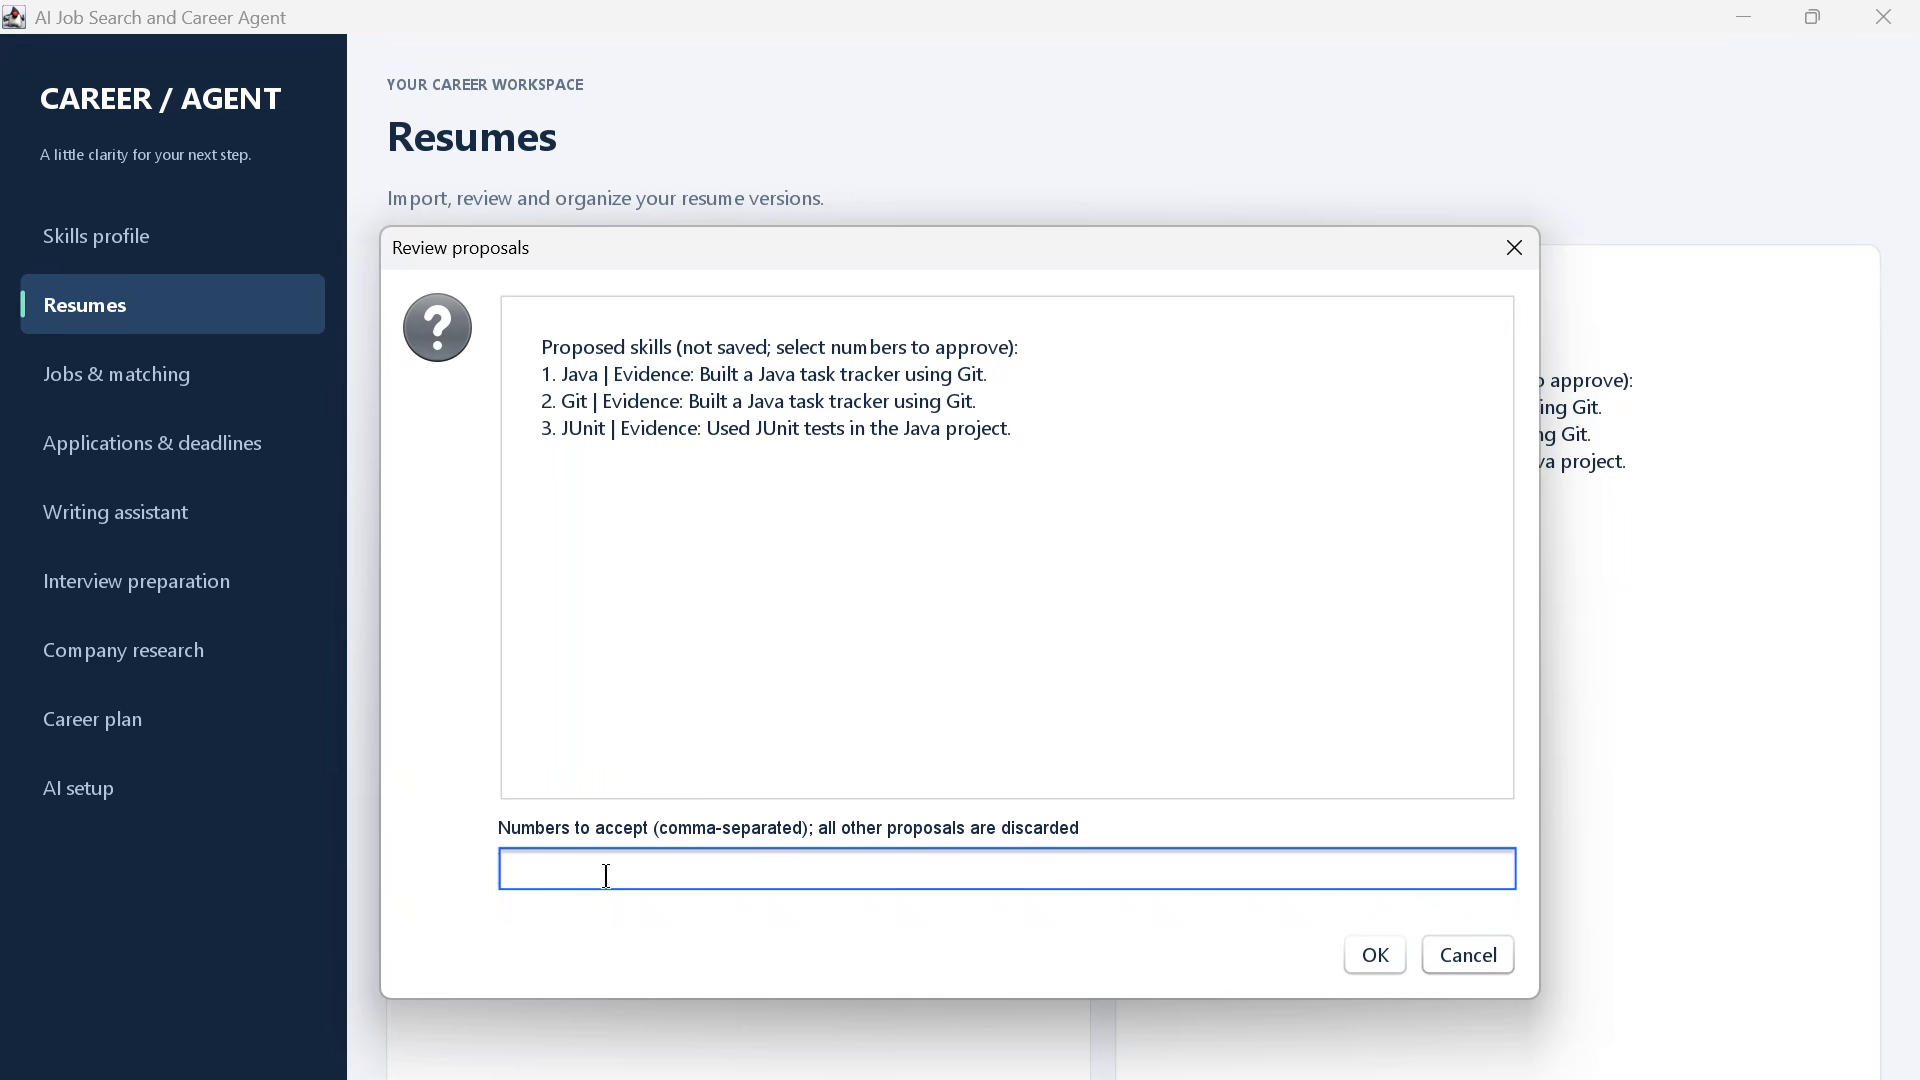 AI Job Search and Career Agent
CAREER / AGENT
A little clarity for your next step.
Skills profile
Resumes
Jobs & matching
Applications & deadlines
Writing assistant
Interview preparation
Company research
Career plan
AI setup
YOUR CAREER WORKSPACE
Resumes
Import, review and organize your resume versions.
Review proposals
Proposed skills (not saved; select numbers to approve):
1. Java | Evidence: Built a Java task tracker using Git.
2. Git | Evidence: Built a Java task tracker using Git.
3. JUnit | Evidence: Used JUnit tests in the Java project.
Numbers to accept (comma-separated); all other proposals are discarded
OK
Cancel
approve):
ing Git.
ng Git.
va project.